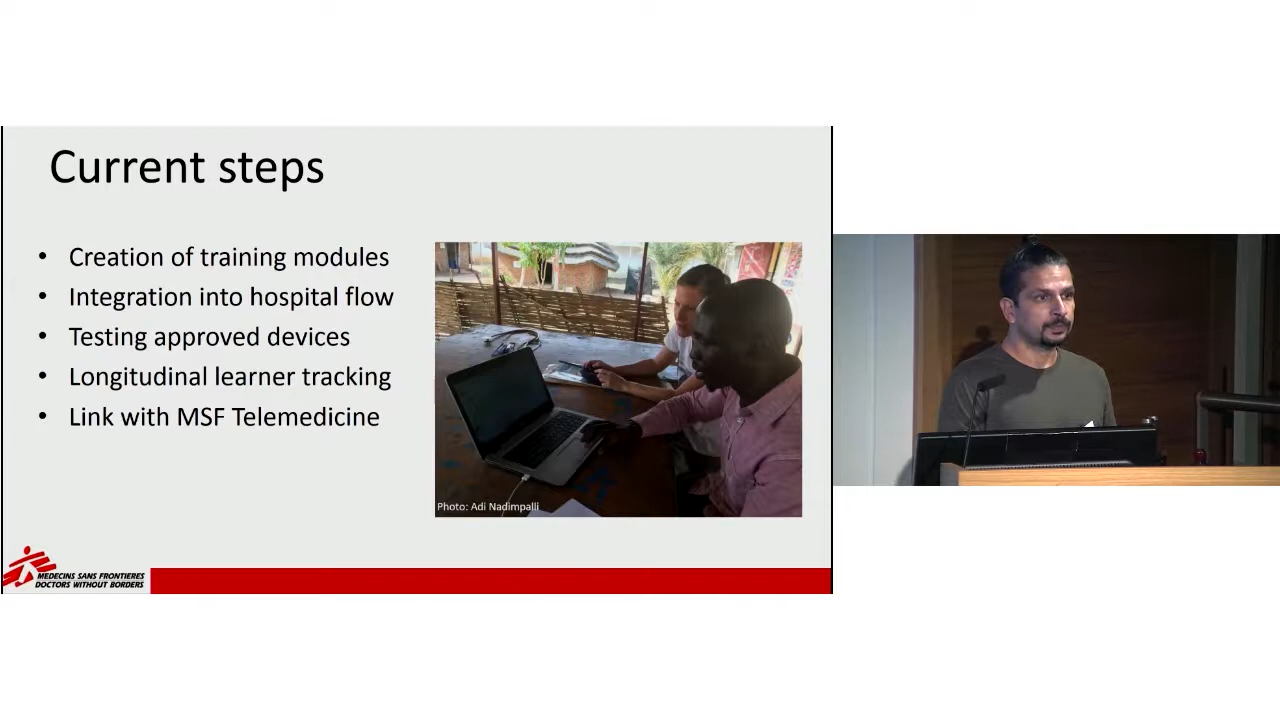 Current steps
• Creation of training modules
• Integration into hospital flow
• Testing approved devices
• Longitudinal learner tracking
• Link with MSF Telemedicine
Photo: Adi Nadimpalli
MEDECINS SANS FRONTIERES
DOCTORS WITHOUT BORDERS